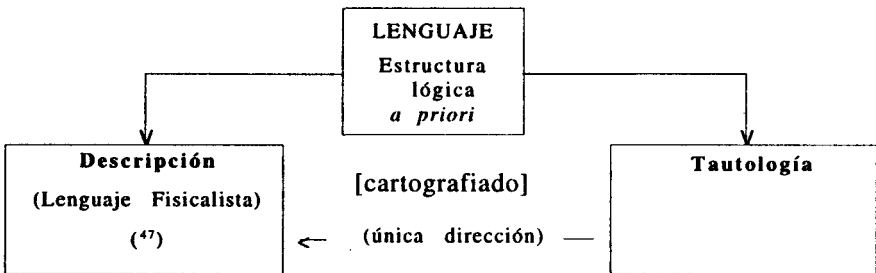 LENGUAJE
Estructura
lógica
a priori
Descripción
(Lenguaje Fisicalista)
(47)
[cartografiado]
(única dirección)
Tautología